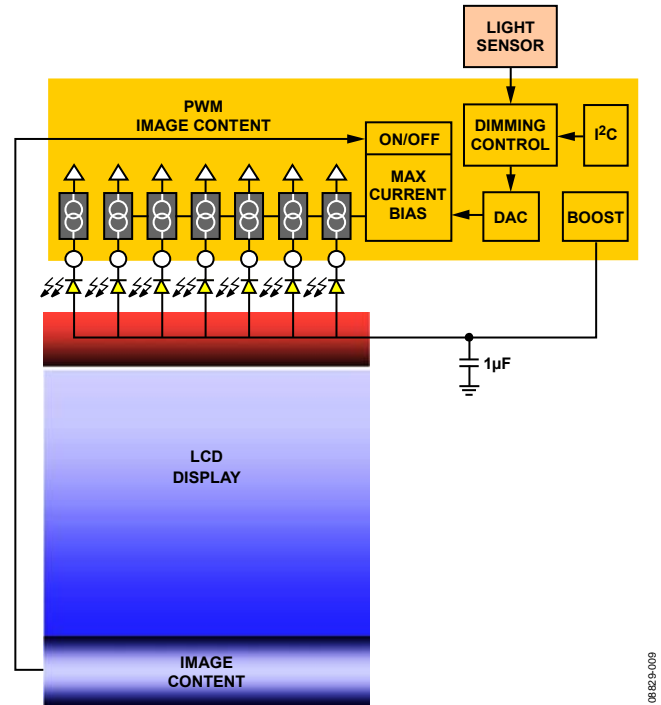 LIGHT
SENSOR
PWM
IMAGE CONTENT
ON/OFF
DIMMING
CONTROL
I²C
MAX
CURRENT
BIAS
DAC
BOOST
1µF
LCD
DISPLAY
IMAGE
CONTENT
08829-009